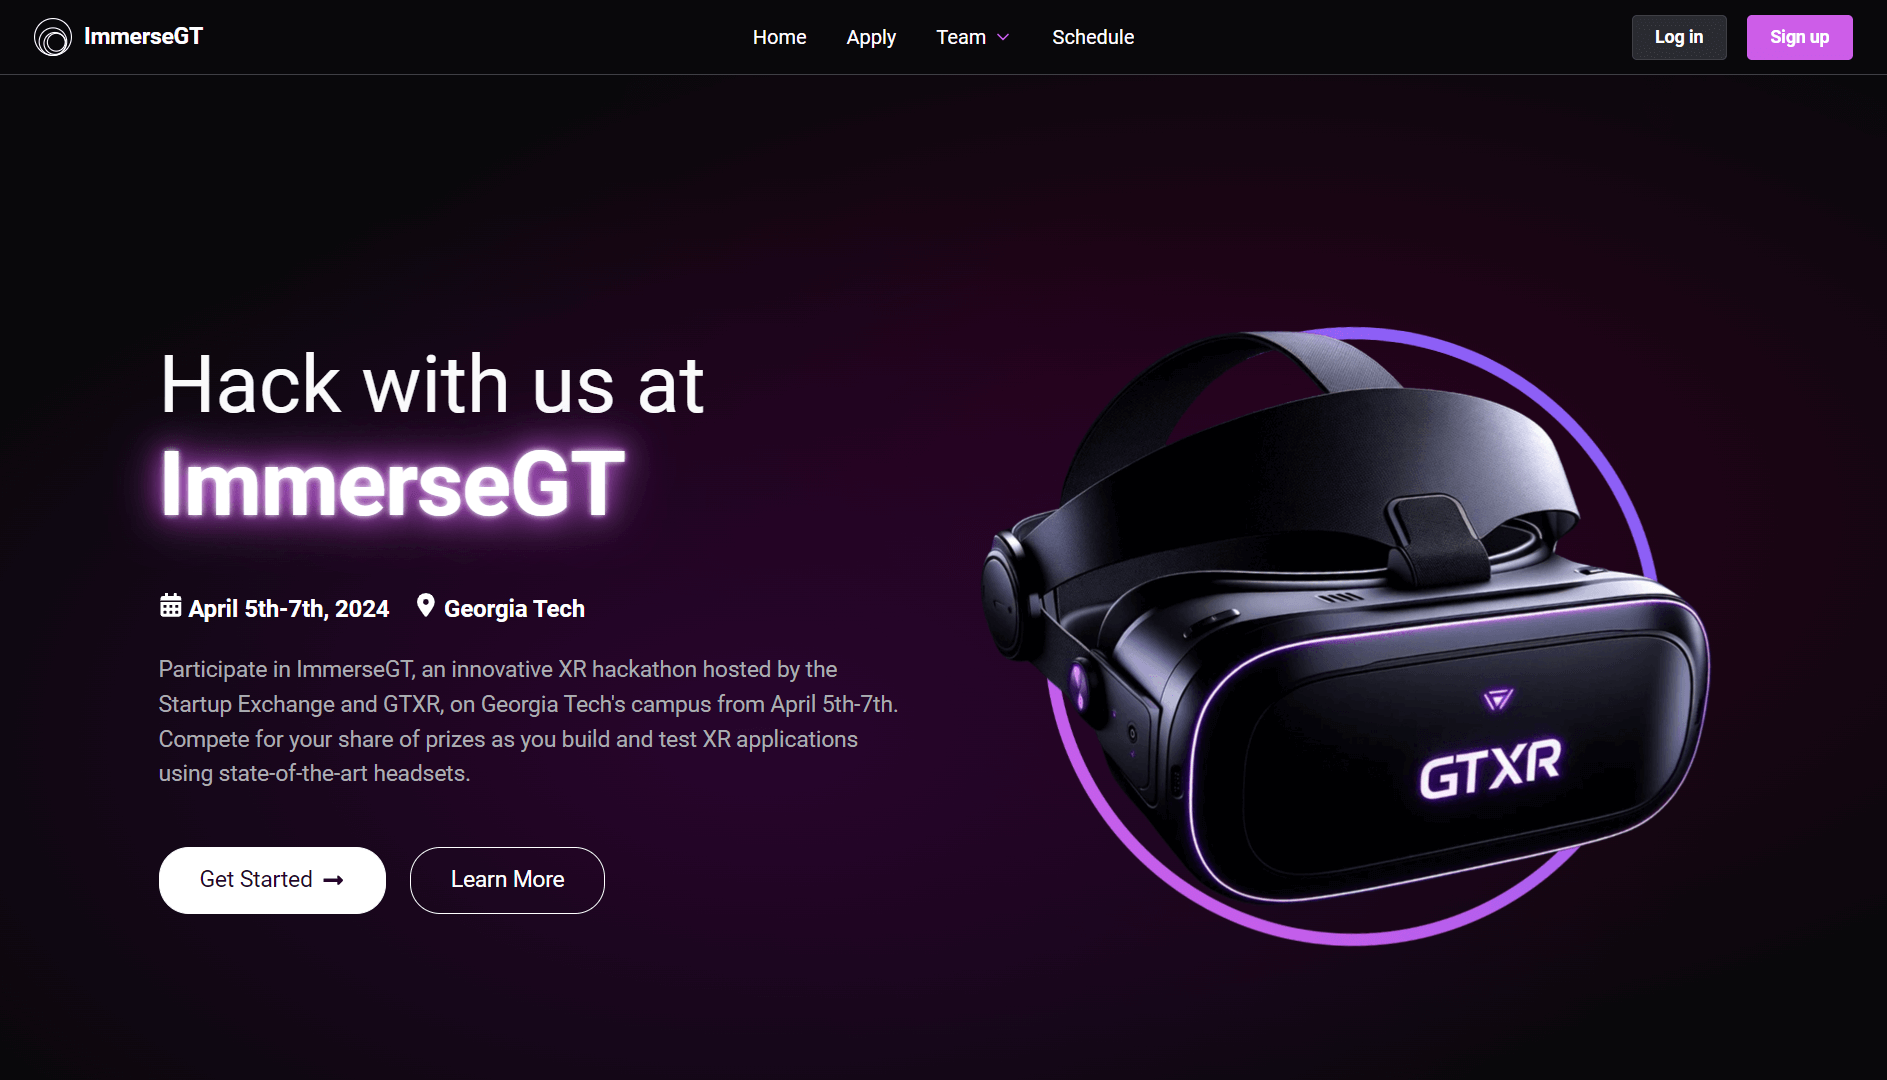 ImmerseGT
Home
Apply
Team
Schedule
Log in
Sign up
Hack with us at
ImmerseGT
April 5th-7th, 2024
Georgia Tech
Participate in ImmerseGT, an innovative XR hackathon hosted by the
Startup Exchange and GTXR, on Georgia Tech's campus from April 5th-7th.
Compete for your share of prizes as you build and test XR applications
using state-of-the-art headsets.
Get Started
Learn More
GTXR